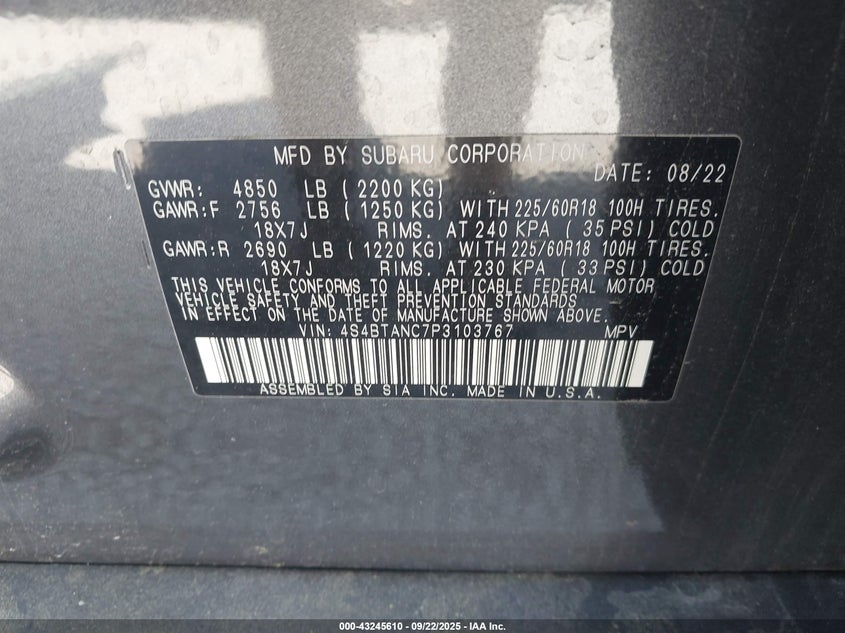 MFD BY SUBARU CORPORATION
DATE: 08/22
GVWR: 4850 LB ( 2200 KG)
GAWR:F 2756 LB ( 1250 KG) WITH 225/60R18 100H TIRES.
18X7J RIMS. AT 240 KPA ( 35 PSI) COLD
GAWR:R 2690 LB ( 1220 KG) WITH 225/60R18 100H TIRES.
18X7J RIMS. AT 230 KPA ( 33 PSI) COLD
THIS VEHICLE CONFORMS TO ALL APPLICABLE FEDERAL MOTOR
VEHICLE SAFETY AND THEFT PREVENTION STANDARDS
IN EFFECT ON THE DATE OF MANUFACTURE SHOWN ABOVE.
VIN: 4S4BTANC7P3103767 MPV
ASSEMBLED BY SIA INC. MADE IN U.S.A.
000-43245610 - 09/22/2025 - IAA Inc.